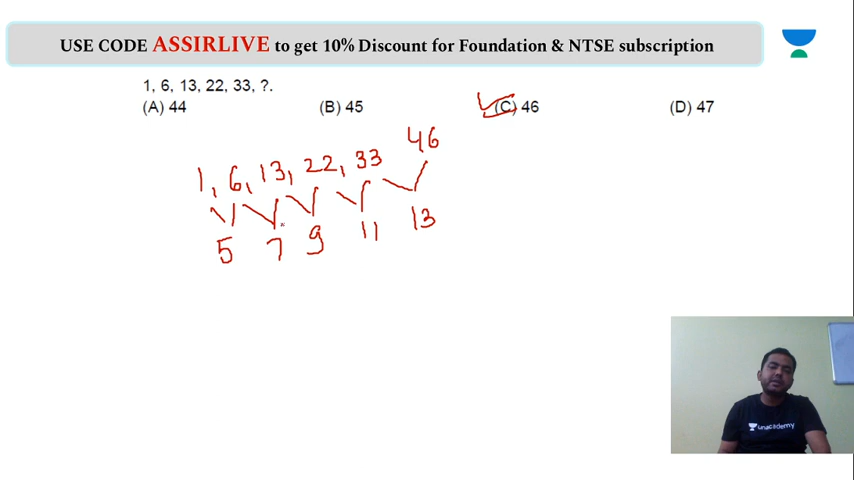 USE CODE ASSIRLIVE to get 10% Discount for Foundation & NTSE subscription
1, 6, 13, 22, 33, ?.
(A) 44 (B) 45 (C) 46 (D) 47
46
1, 6, 13, 22, 33
5 7 9 11 13
unacademy